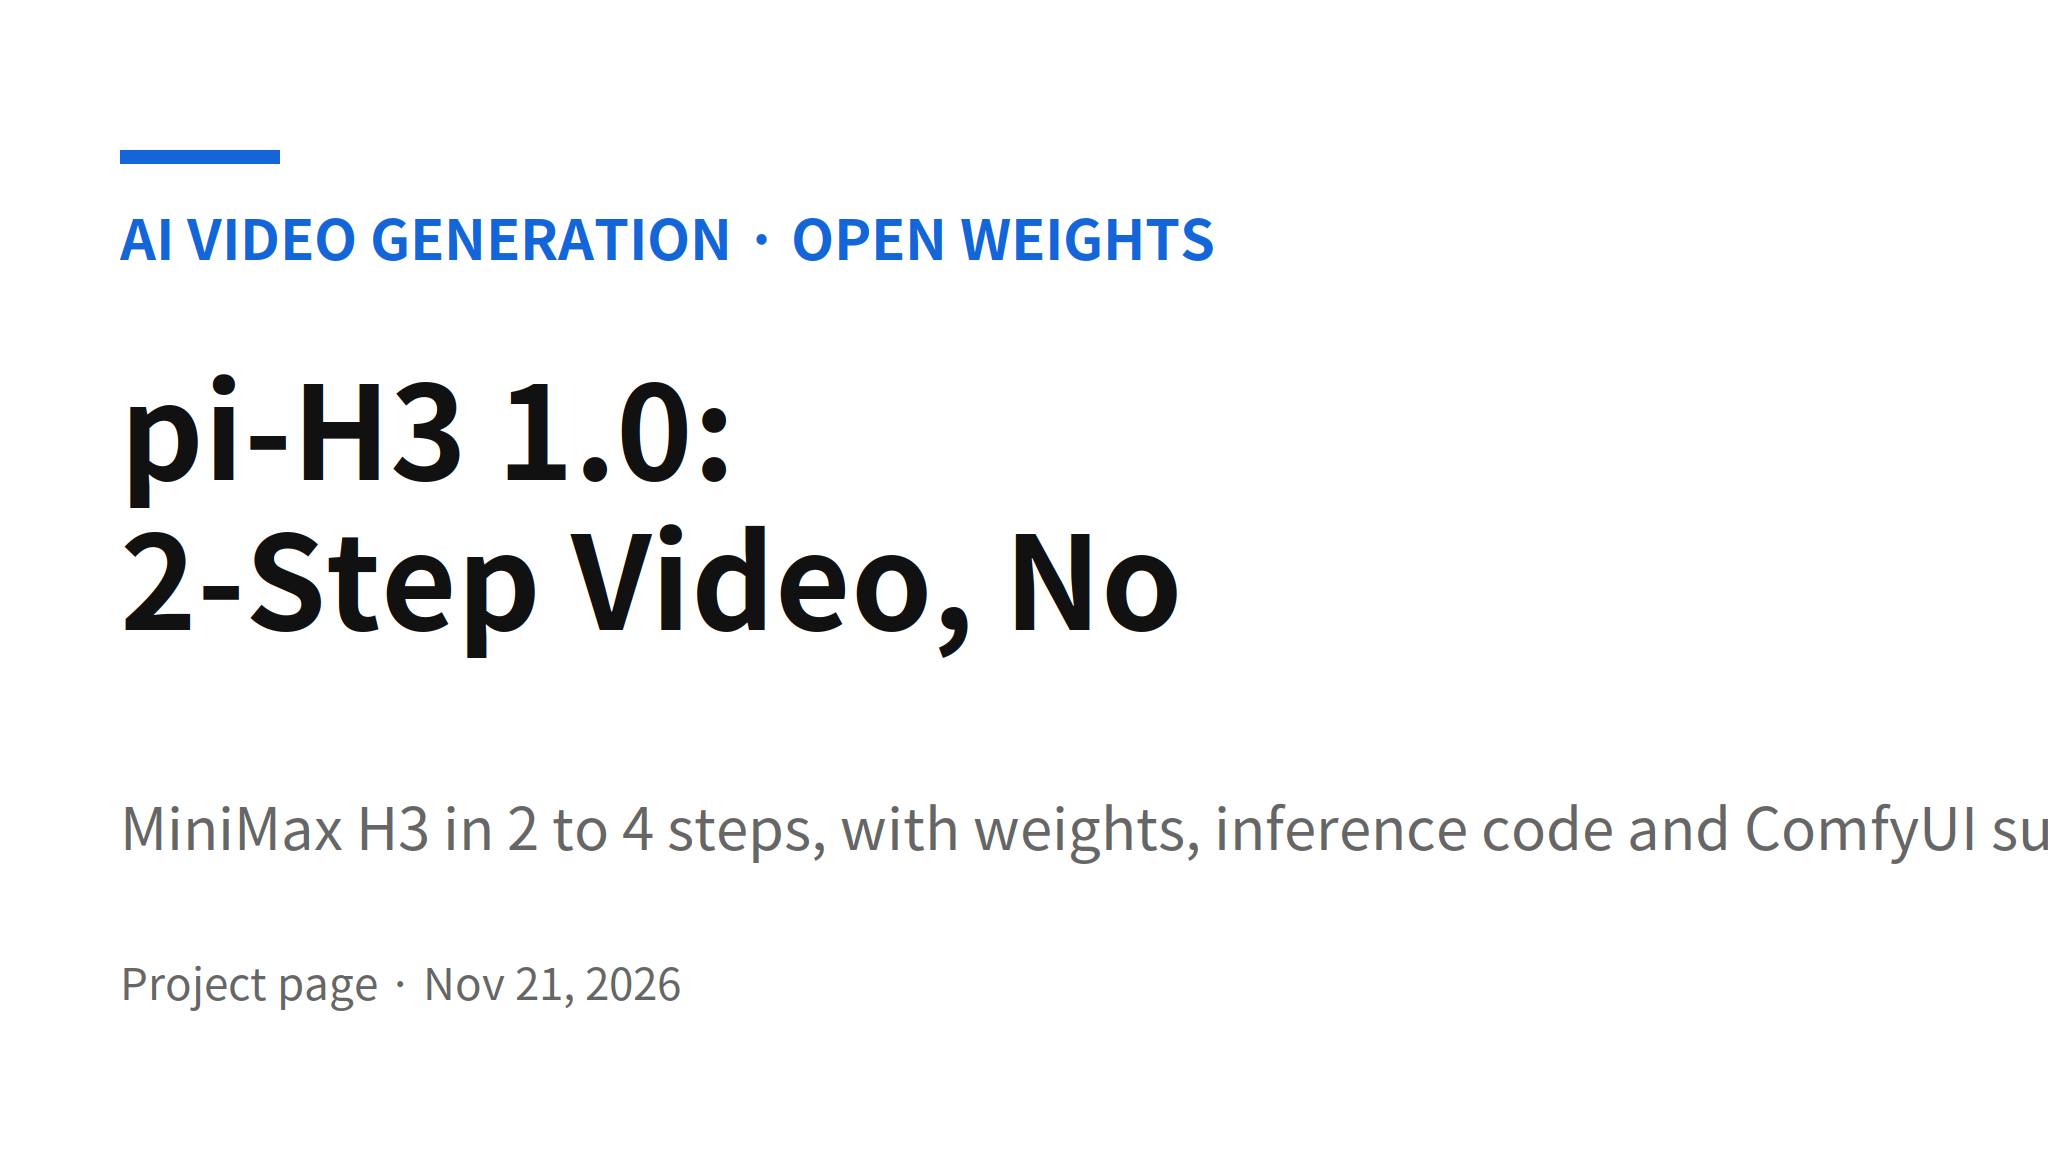 AI VIDEO GENERATION · OPEN WEIGHTS
pi-H3 1.0:
2-Step Video, No
MiniMax H3 in 2 to 4 steps, with weights, inference code and ComfyUI
Project page · Nov 21, 2026